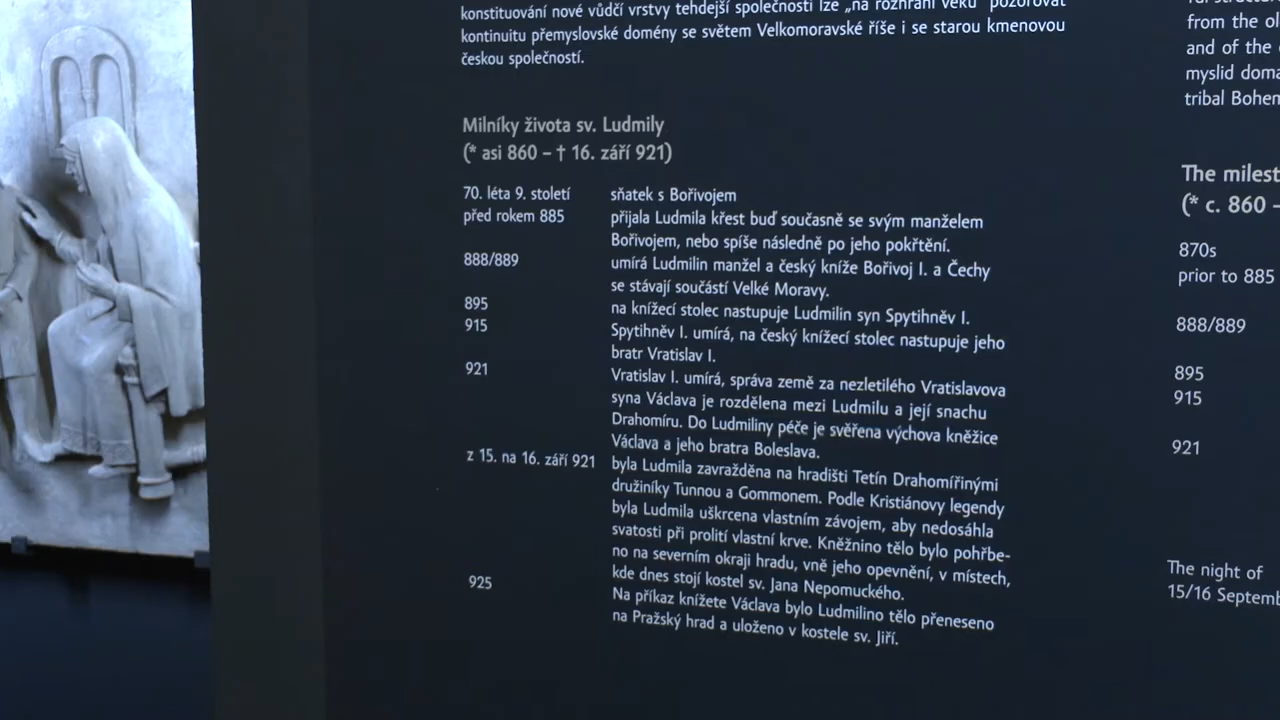 konstituování nové vůdčí vrstvy tehdejší společnosti lze „na rozhraní věků" pozorovat
kontinuitu přemyslovské domény se světem Velkomoravské říše i se starou kmenovou
českou společností.
Milníky života sv. Ludmily
(* asi 860 – † 16. září 921)
70. léta 9. století sňatek s Bořivojem
před rokem 885 přijala Ludmila křest buď současně se svým manželem
Bořivojem, nebo spíše následně po jeho pokřtění.
888/889 umírá Ludmilin manžel a český kníže Bořivoj I. a Čechy
se stávají součástí Velké Moravy.
895 na knížecí stolec nastupuje Ludmilin syn Spytihněv I.
915 Spytihněv I. umírá, na český knížecí stolec nastupuje jeho
bratr Vratislav I.
921 Vratislav I. umírá, správa země za nezletilého Vratislavova
syna Václava je rozdělena mezi Ludmilu a její snachu
Drahomíru. Do Ludmiliny péče je svěřena výchova kněžice
Václava a jeho bratra Boleslava.
z 15. na 16. září 921 byla Ludmila zavražděna na hradišti Tetín Drahomířinými
družiníky Tunnou a Gommonem. Podle Kristiánovy legendy
byla Ludmila uškrcena vlastním závojem, aby nedosáhla
svatosti při prolití vlastní krve. Kněžnino tělo bylo pohřbe-
no na severním okraji hradu, vně jeho opevnění, v místech,
kde dnes stojí kostel sv. Jana Nepomuckého.
925 Na příkaz knížete Václava bylo Ludmilino tělo přeneseno
na Pražský hrad a uloženo v kostele sv. Jiří.
from the ol
and of the
myslid doma
tribal Bohem
The milest
(* c. 860 –
870s
prior to 885
888/889
895
915
921
The night of
15/16 Septemb